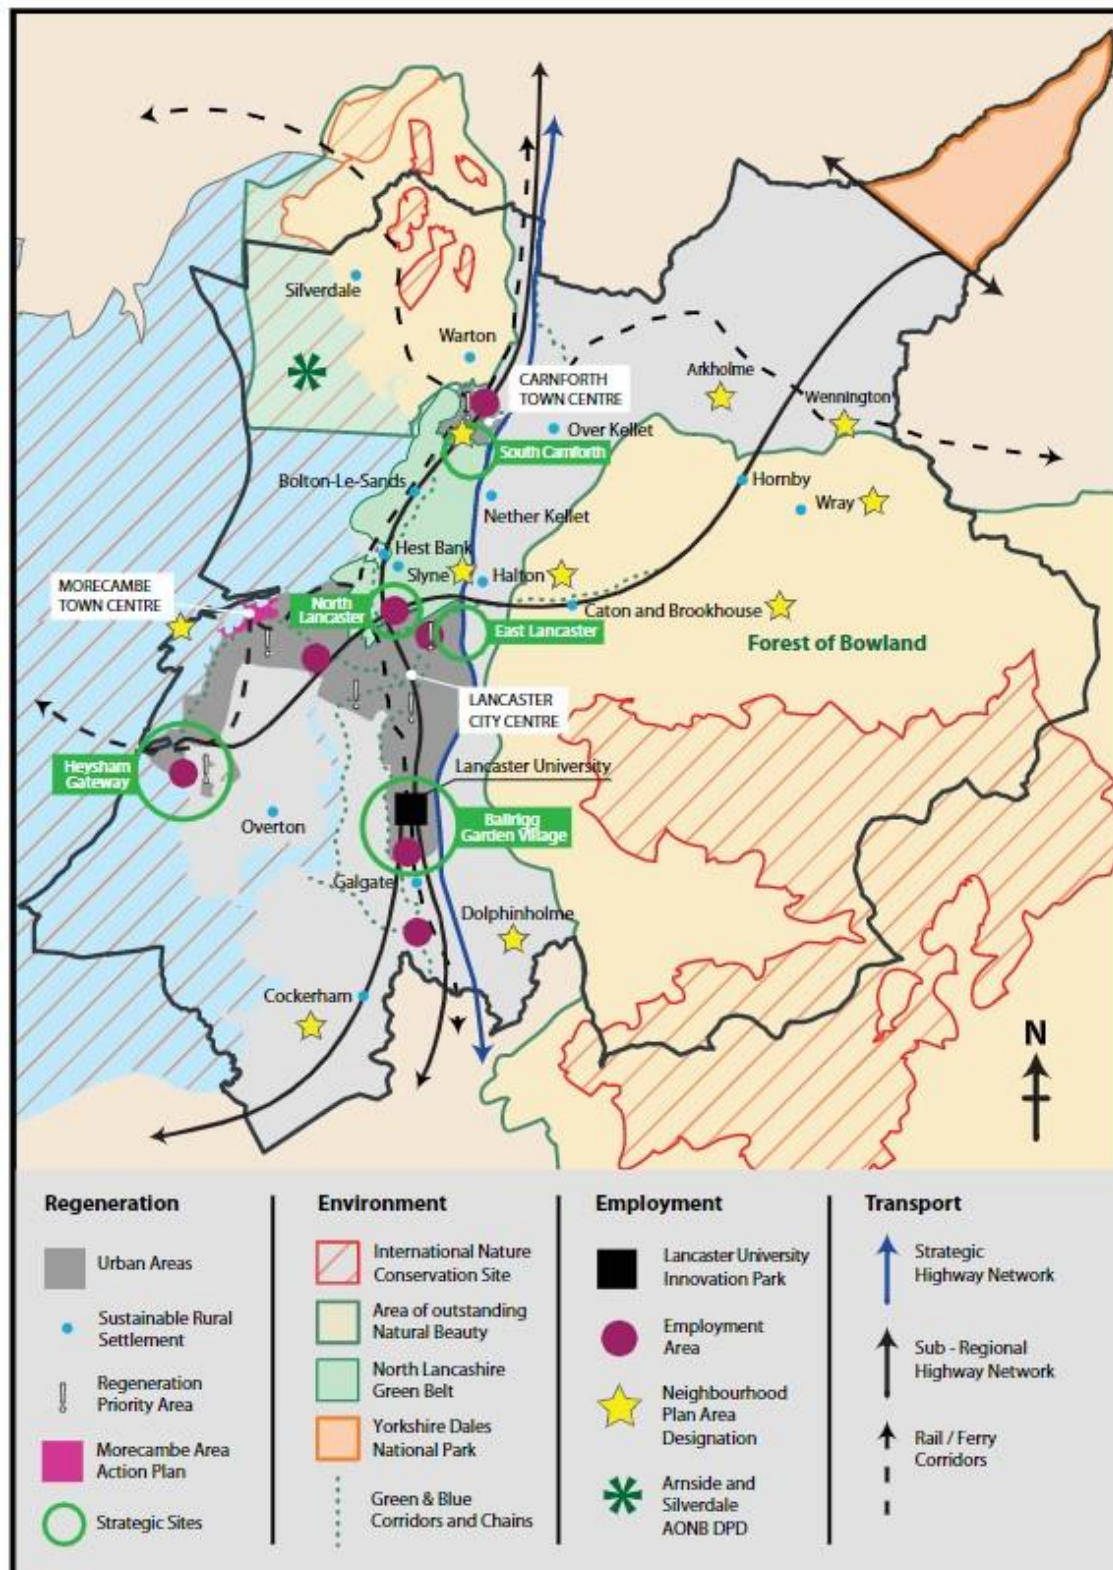 Silverdale
Warton
CARNFORTH
TOWN CENTRE
Arkholme
Wennington
Over Kellet
South Carnforth
Bolton-Le-Sands
Hornby
Nether Kellet
Wray
Hest Bank
MORECAMBE
TOWN CENTRE
Slyne
Halton
North
Lancaster
Caton and Brookhouse
East Lancaster
Forest of Bowland
LANCASTER
CITY CENTRE
Heysham
Gateway
Lancaster University
Overton
Bailrigg
Garden Village
Galgate
Dolphinholme
Cockerham
N
Regeneration
Urban Areas
Sustainable Rural
Settlement
Regeneration
Priority Area
Morecambe Area
Action Plan
Strategic Sites
Environment
International Nature
Conservation Site
Area of outstanding
Natural Beauty
North Lancashire
Green Belt
Yorkshire Dales
National Park
Green & Blue
Corridors and Chains
Employment
Lancaster University
Innovation Park
Employment
Area
Neighbourhood
Plan Area
Designation
Arnside and
Silverdale
AONB DPD
Transport
Strategic
Highway Network
Sub - Regional
Highway Network
Rail / Ferry
Corridors